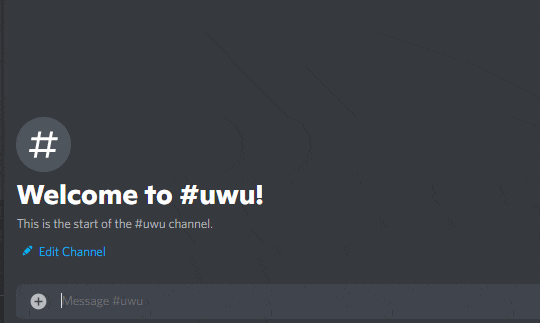 #
Welcome to #uwu!
This is the start of the #uwu channel.
Edit Channel
Message #uwu